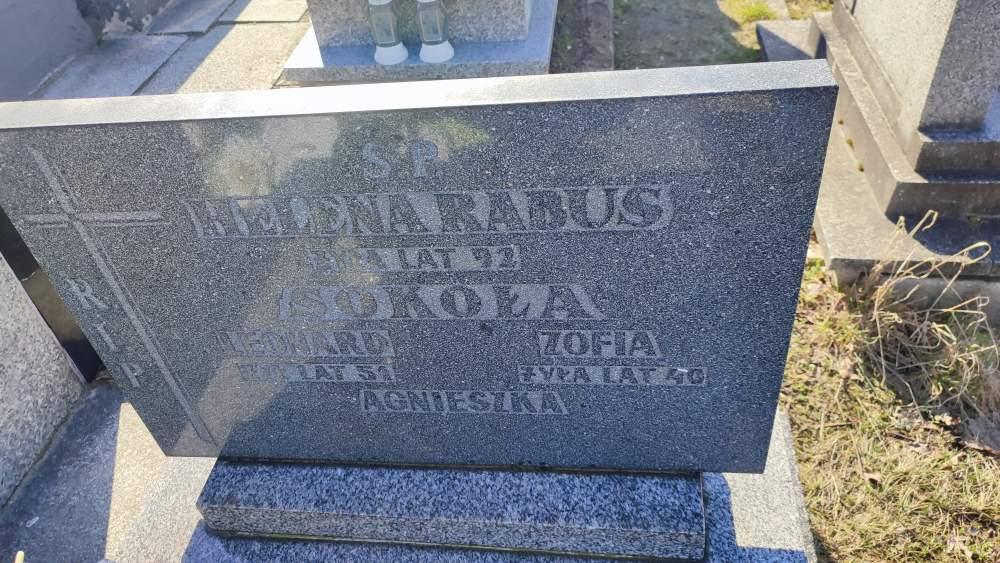 S. P.
HELENA RABUS
ŻYŁA LAT 92
SOKOŁA
LEONARD ZOFIA
ŻYŁ LAT 51 ŻYŁA LAT 40
AGNIESZKA
R. I. P